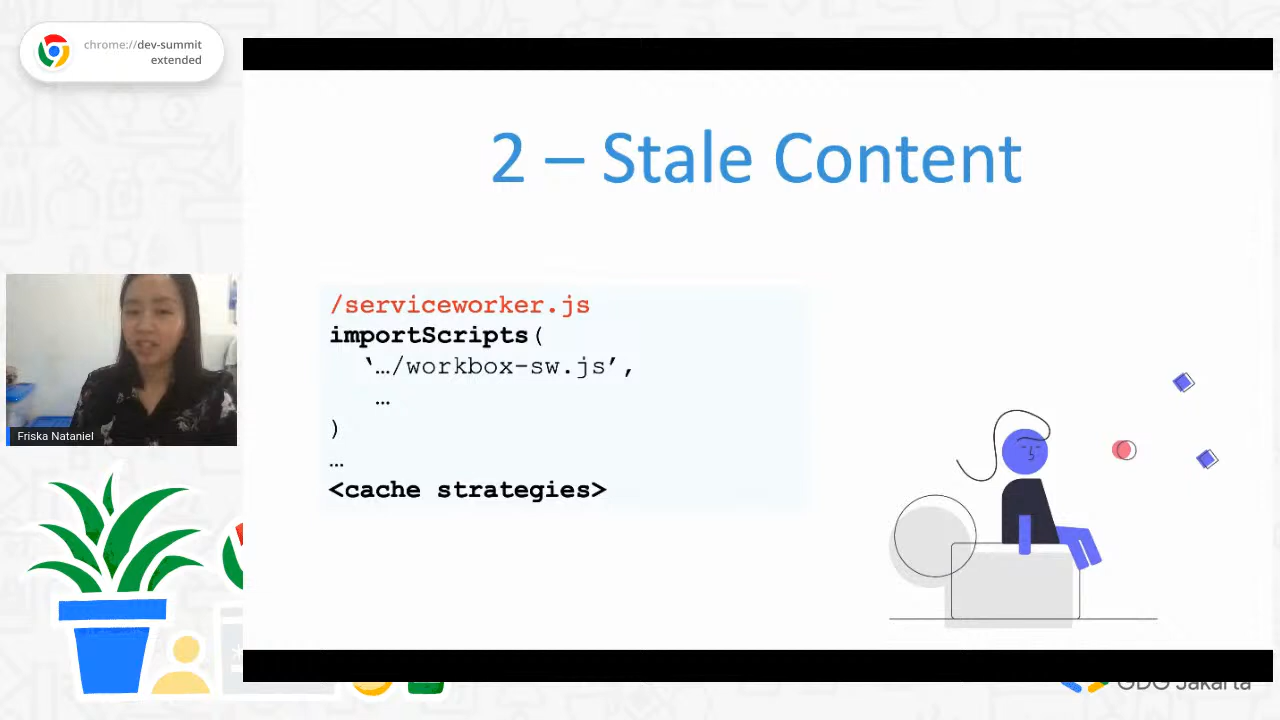 chrome://dev-summit
extended
2 – Stale Content
/serviceworker.js
importScripts(
‘…/workbox-sw.js’,
…
)
…
<cache strategies>
Friska Nataniel
GDG Jakarta